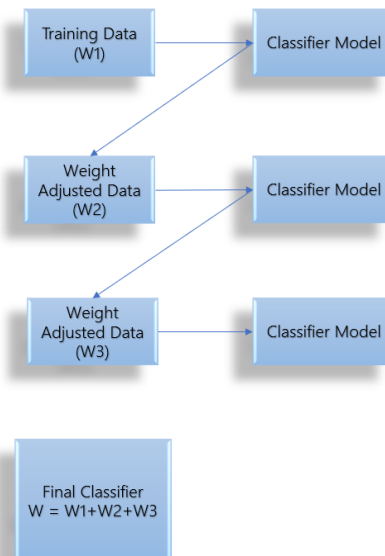 Training Data
(W1)
Classifier Model
Weight
Adjusted Data
(W2)
Classifier Model
Weight
Adjusted Data
(W3)
Classifier Model
Final Classifier
W = W1+W2+W3